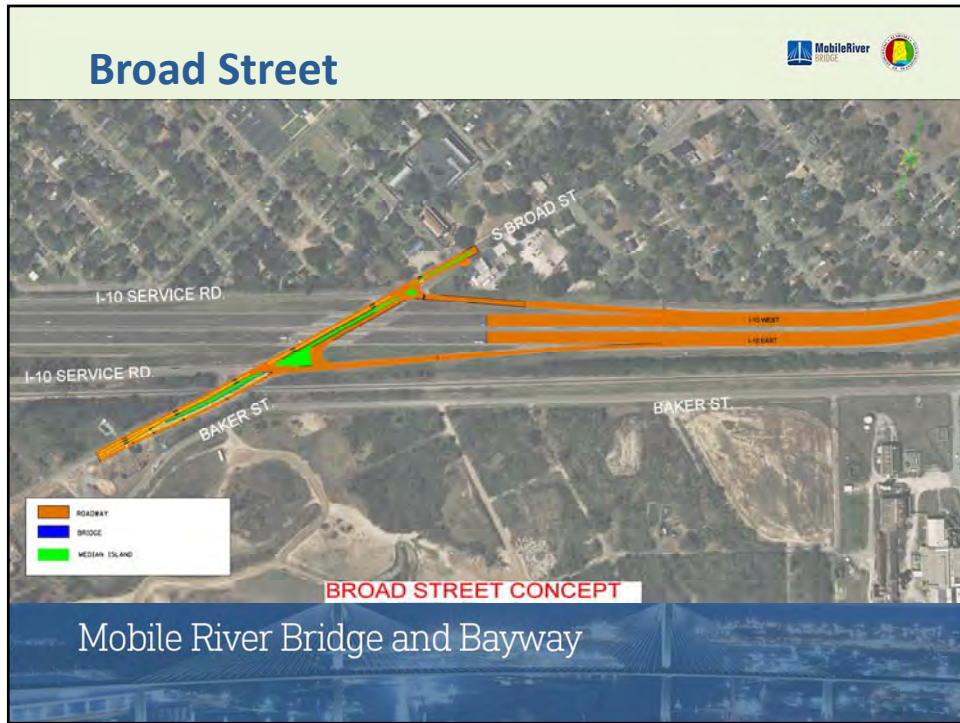 Broad Street
MobileRiver
BRIDGE
S BROAD ST.
I-10 SERVICE RD.
I-10 WEST
I-10 EAST
I-10 SERVICE RD.
BAKER ST.
BAKER ST.
ROADWAY
BRIDGE
MEDIAN ISLAND
BROAD STREET CONCEPT
Mobile River Bridge and Bayway